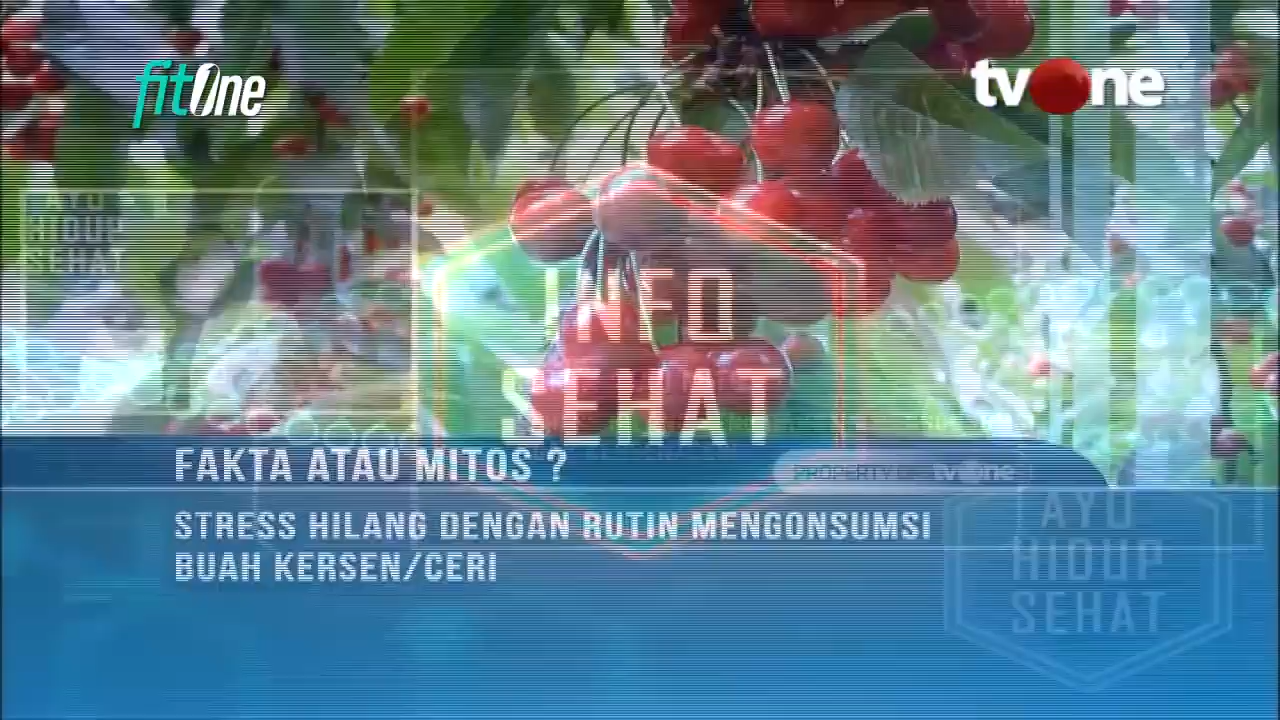 fitOne
tvOne
AYO
HIDUP
SEHAT
INFO
SEHAT
FAKTA ATAU MITOS ?
PROPERTY OF tvOne
STRESS HILANG DENGAN RUTIN MENGONSUMSI
BUAH KERSEN/CERI
AYO
HIDUP
SEHAT